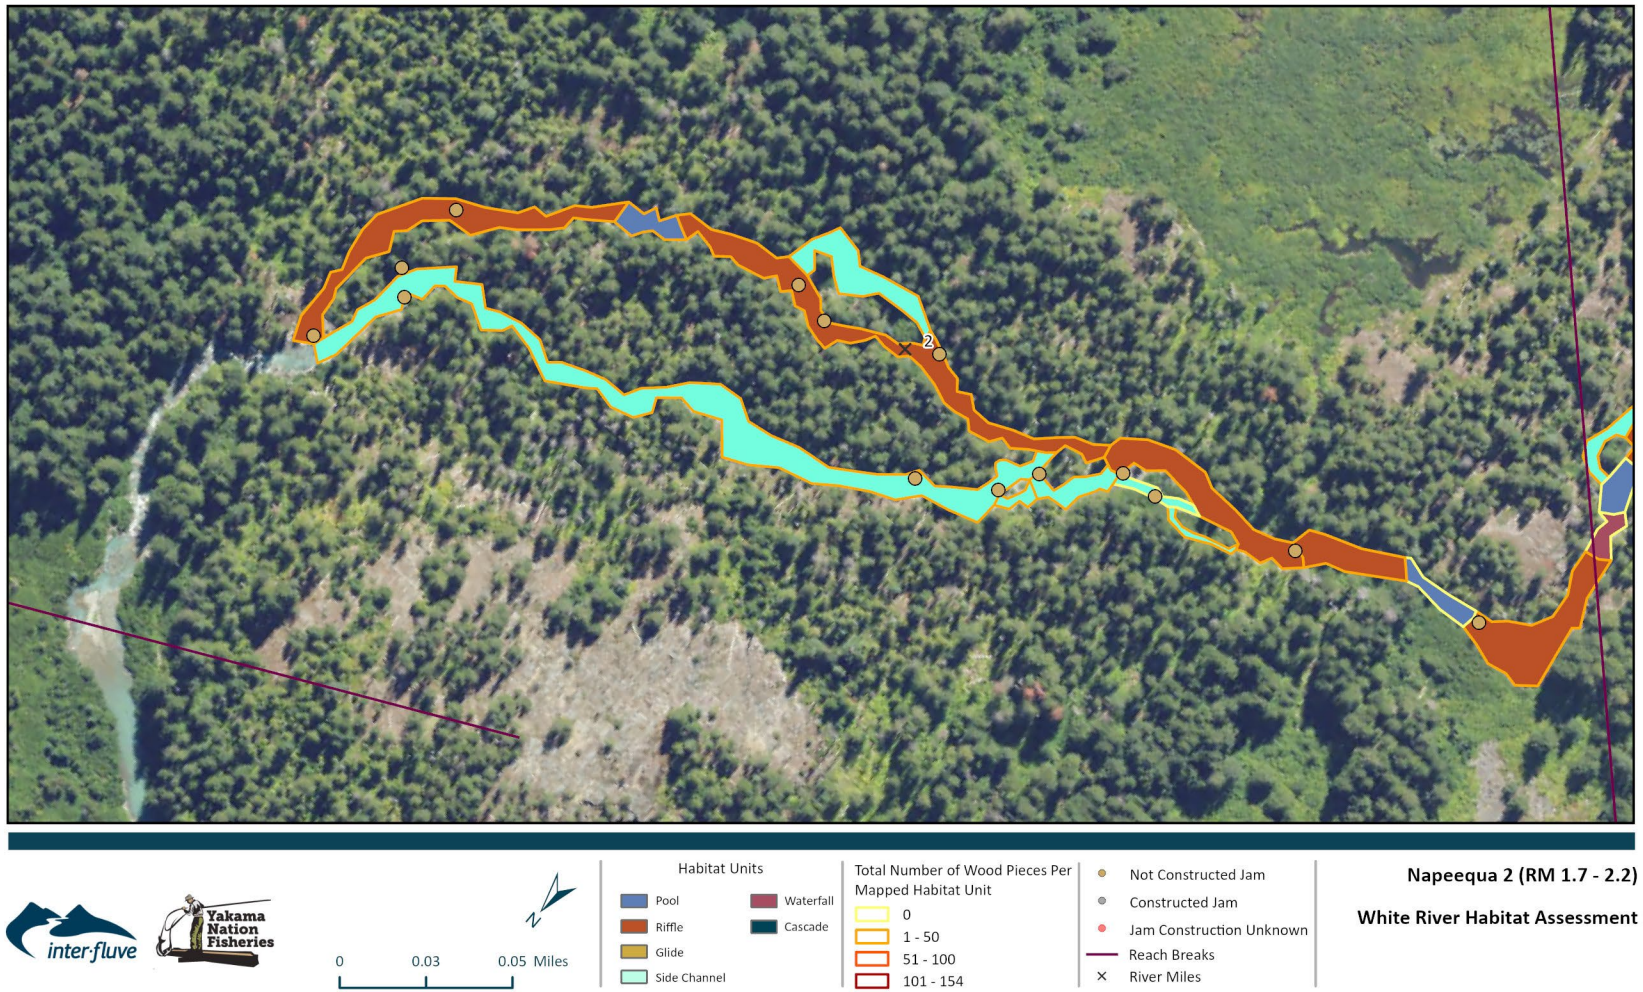 2
inter-fluve
Yakama
Nation
Fisheries
N
0 0.03 0.05 Miles
Habitat Units
Pool
Riffle
Glide
Side Channel
Waterfall
Cascade
Total Number of Wood Pieces Per
Mapped Habitat Unit
0
1 - 50
51 - 100
101 - 154
Not Constructed Jam
Constructed Jam
Jam Construction Unknown
Reach Breaks
River Miles
Napeequa 2 (RM 1.7 - 2.2)
White River Habitat Assessment